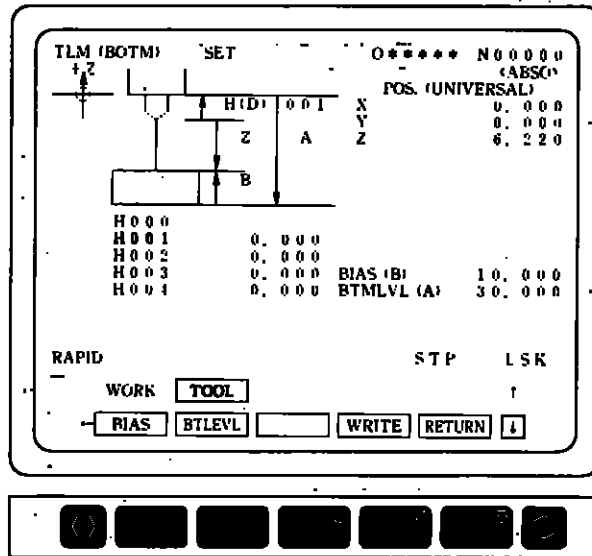 TLM (BOTM) SET O***** N00000
+Z (ABSO)
POS. (UNIVERSAL)
H(D) 001 X 0. 000
Y 0. 000
Z A Z 6. 220
B
H000
H001 0. 000
H002 0. 000
H003 0. 000 BIAS (B) 10. 000
H004 0. 000 BTMLVL (A) 30. 000
RAPID STP LSK
WORK TOOL ↑
BIAS BTLEVL WRITE RETURN ↓